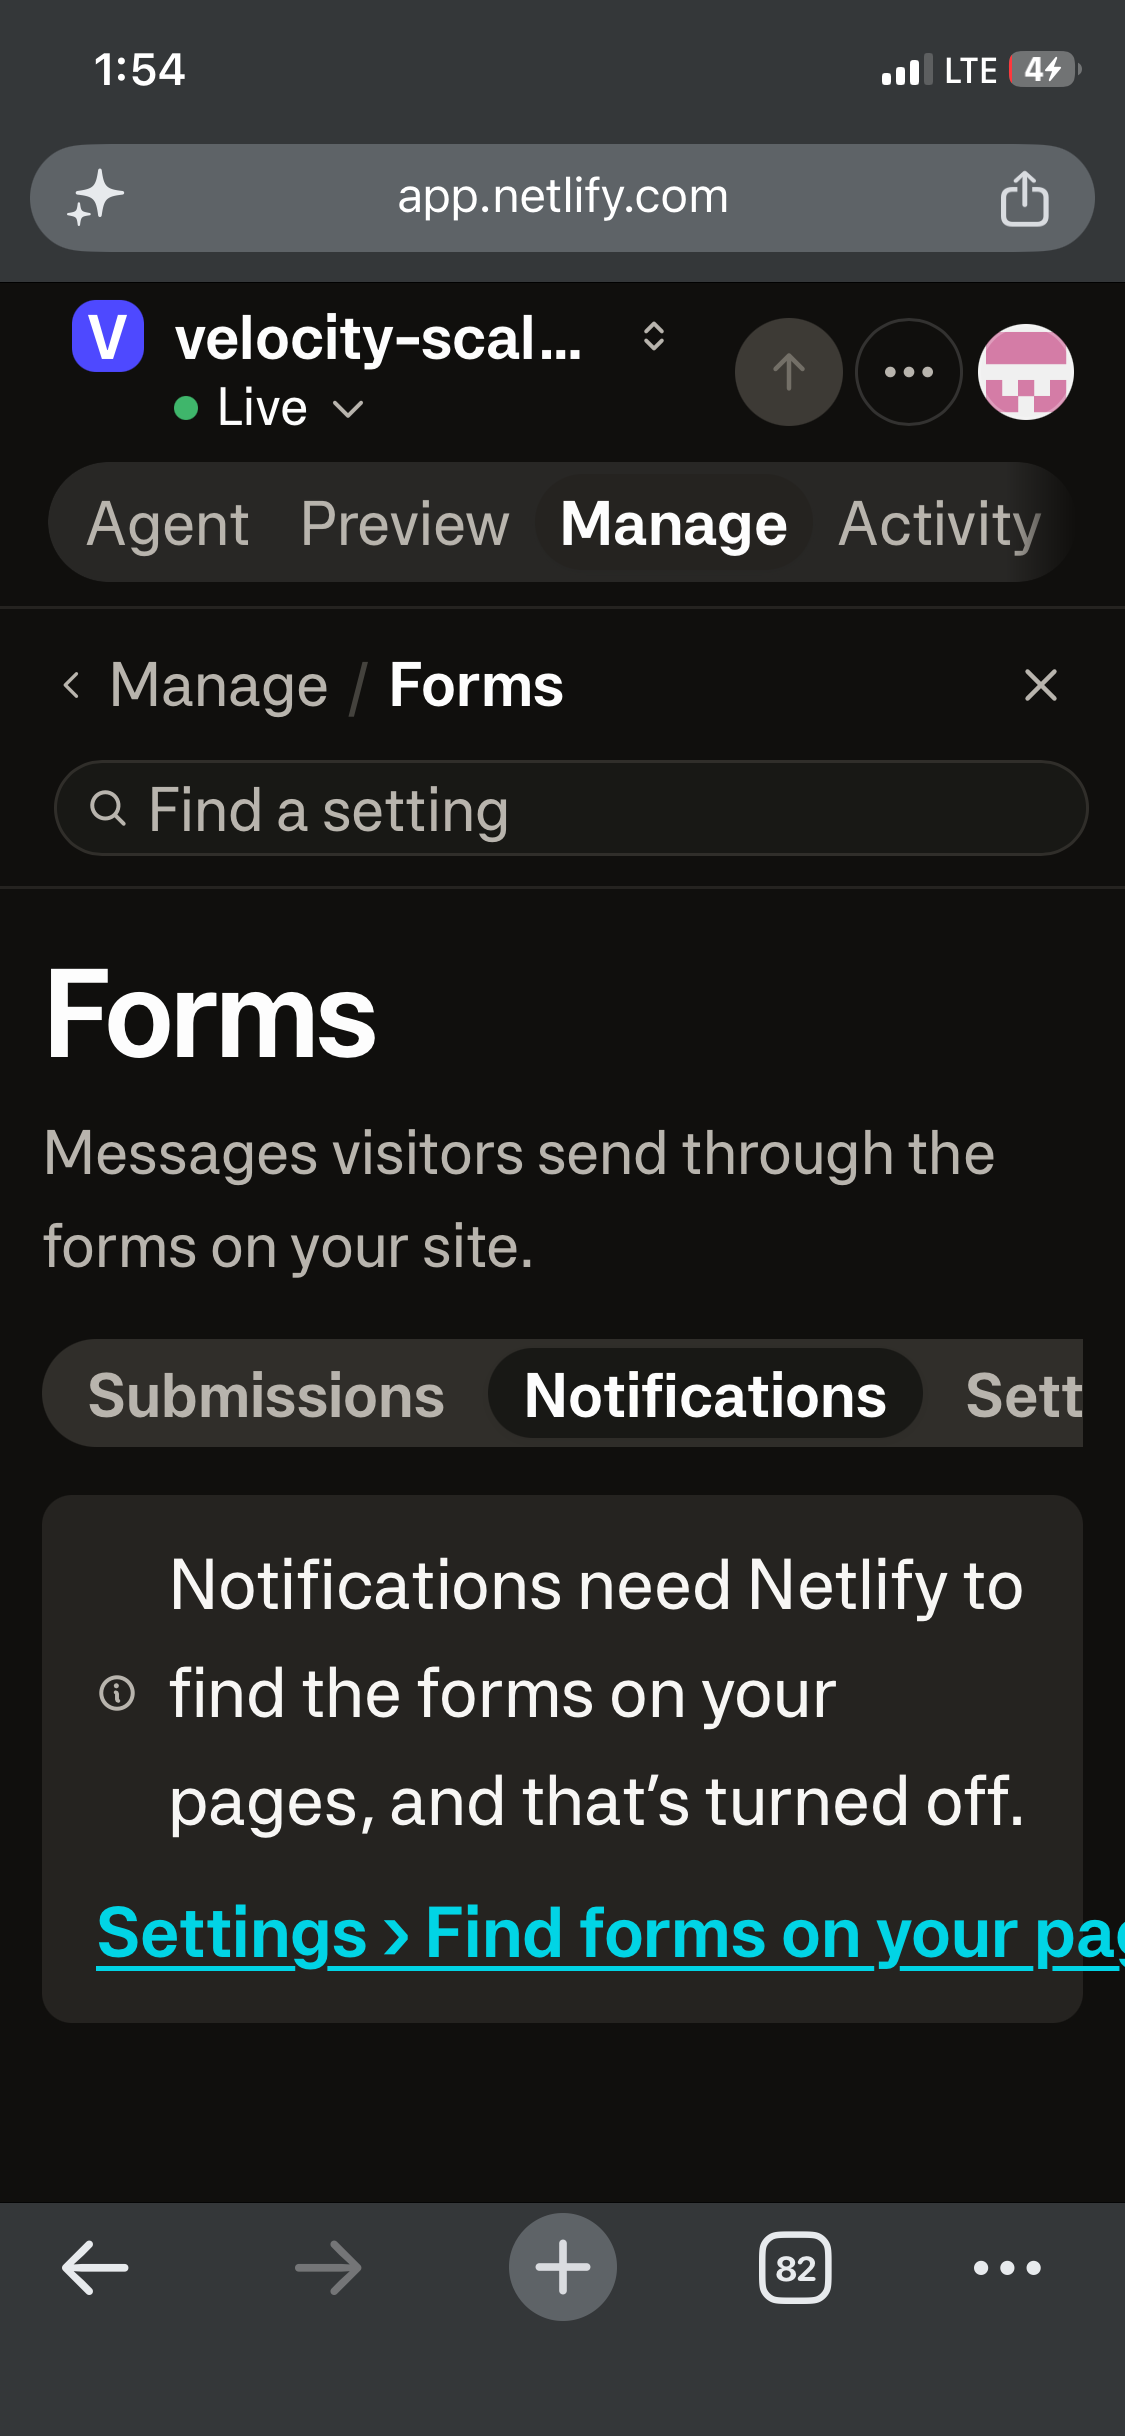 1:54
LTE
4
app.netlify.com
V
velocity-scal...
Live
Agent Preview Manage Activity
Manage / Forms
Find a setting
Forms
Messages visitors send through the
forms on your site.
Submissions Notifications Sett
Notifications need Netlify to
find the forms on your
pages, and that’s turned off.
Settings › Find forms on your pag
82